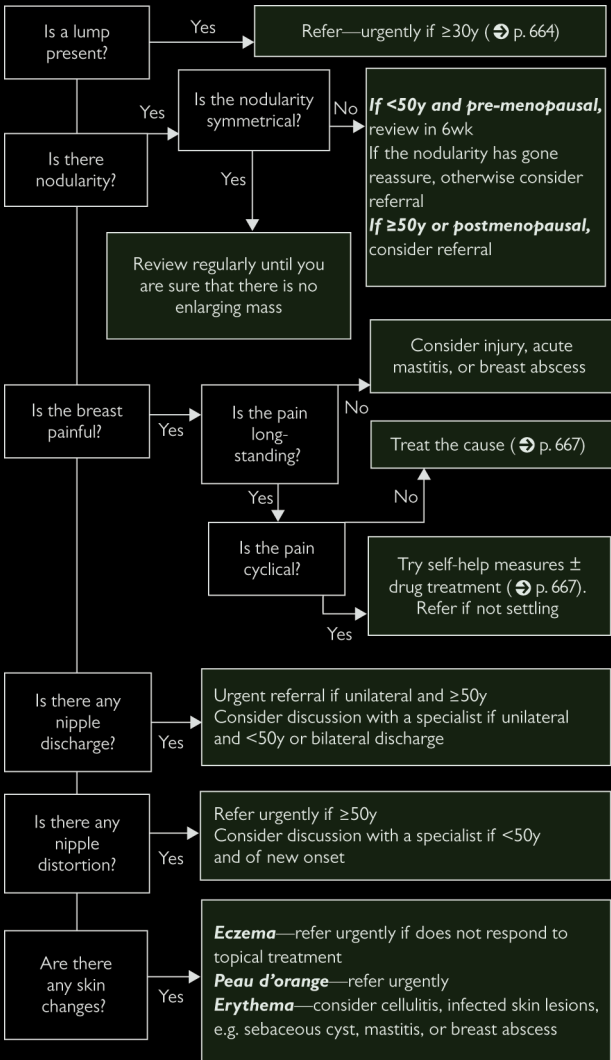 Is a lump
present?
Yes
Refer—urgently if ≥30y (➲ p. 664)
Is there
nodularity?
Yes
Is the nodularity
symmetrical?
No
If <50y and pre-menopausal,
review in 6wk
If the nodularity has gone
reassure, otherwise consider
referral
If ≥50y or postmenopausal,
consider referral
Yes
Review regularly until you
are sure that there is no
enlarging mass
Is the breast
painful?
Yes
Is the pain
long-
standing?
No
Consider injury, acute
mastitis, or breast abscess
Yes
Is the pain
cyclical?
No
Treat the cause (➲ p. 667)
Yes
Try self-help measures ±
drug treatment (➲ p. 667).
Refer if not settling
Is there any
nipple
discharge?
Yes
Urgent referral if unilateral and ≥50y
Consider discussion with a specialist if unilateral
and <50y or bilateral discharge
Is there any
nipple
distortion?
Yes
Refer urgently if ≥50y
Consider discussion with a specialist if <50y
and of new onset
Are there
any skin
changes?
Yes
Eczema—refer urgently if does not respond to
topical treatment
Peau d'orange—refer urgently
Erythema—consider cellulitis, infected skin lesions,
e.g. sebaceous cyst, mastitis, or breast abscess